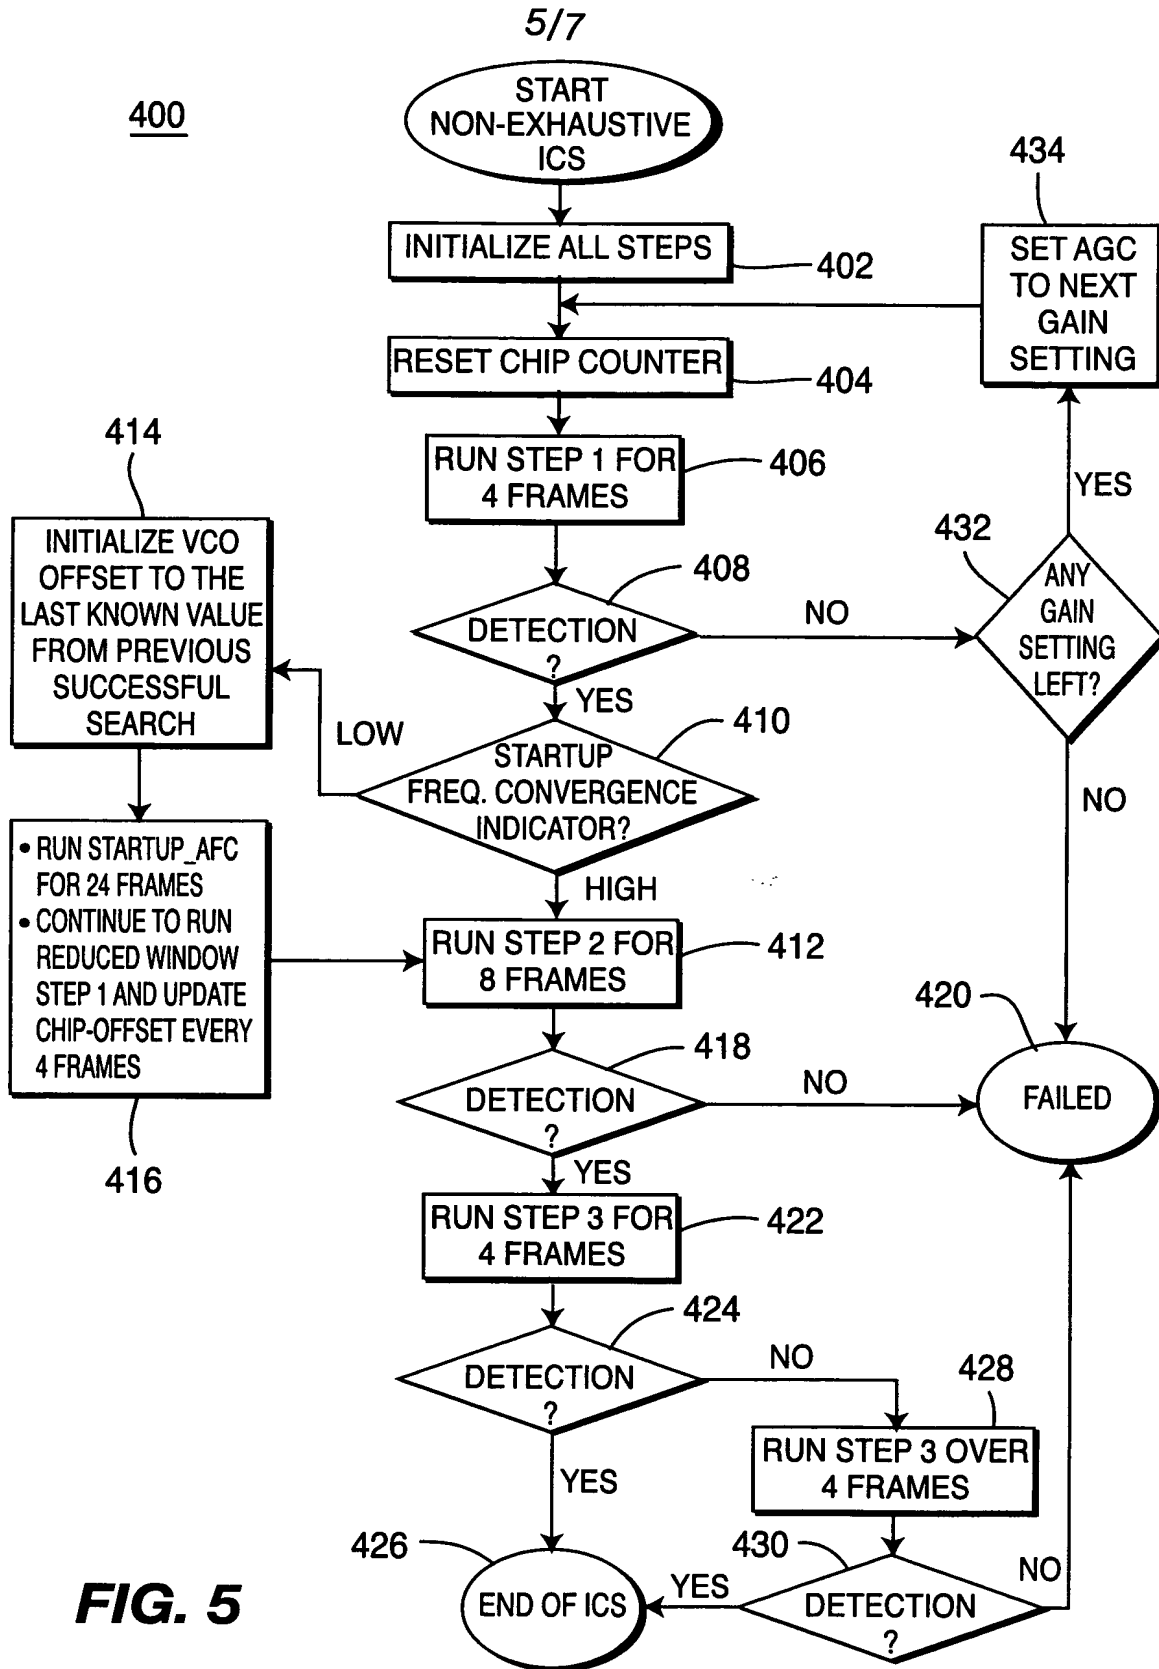 5/7
400
START
NON-EXHAUSTIVE
ICS
INITIALIZE ALL STEPS
402
434
SET AGC
TO NEXT
GAIN
SETTING
RESET CHIP COUNTER
404
RUN STEP 1 FOR
4 FRAMES
406
YES
414
INITIALIZE VCO
OFFSET TO THE
LAST KNOWN VALUE
FROM PREVIOUS
SUCCESSFUL
SEARCH
408
DETECTION
?
NO
432
ANY
GAIN
SETTING
LEFT?
YES
LOW
410
STARTUP
FREQ. CONVERGENCE
INDICATOR?
NO
HIGH
• RUN STARTUP_AFC
FOR 24 FRAMES
• CONTINUE TO RUN
REDUCED WINDOW
STEP 1 AND UPDATE
CHIP-OFFSET EVERY
4 FRAMES
416
RUN STEP 2 FOR
8 FRAMES
412
418
DETECTION
?
NO
420
FAILED
YES
RUN STEP 3 FOR
4 FRAMES
422
424
DETECTION
?
NO
428
RUN STEP 3 OVER
4 FRAMES
YES
426
END OF ICS
YES
430
DETECTION
?
NO
FIG. 5